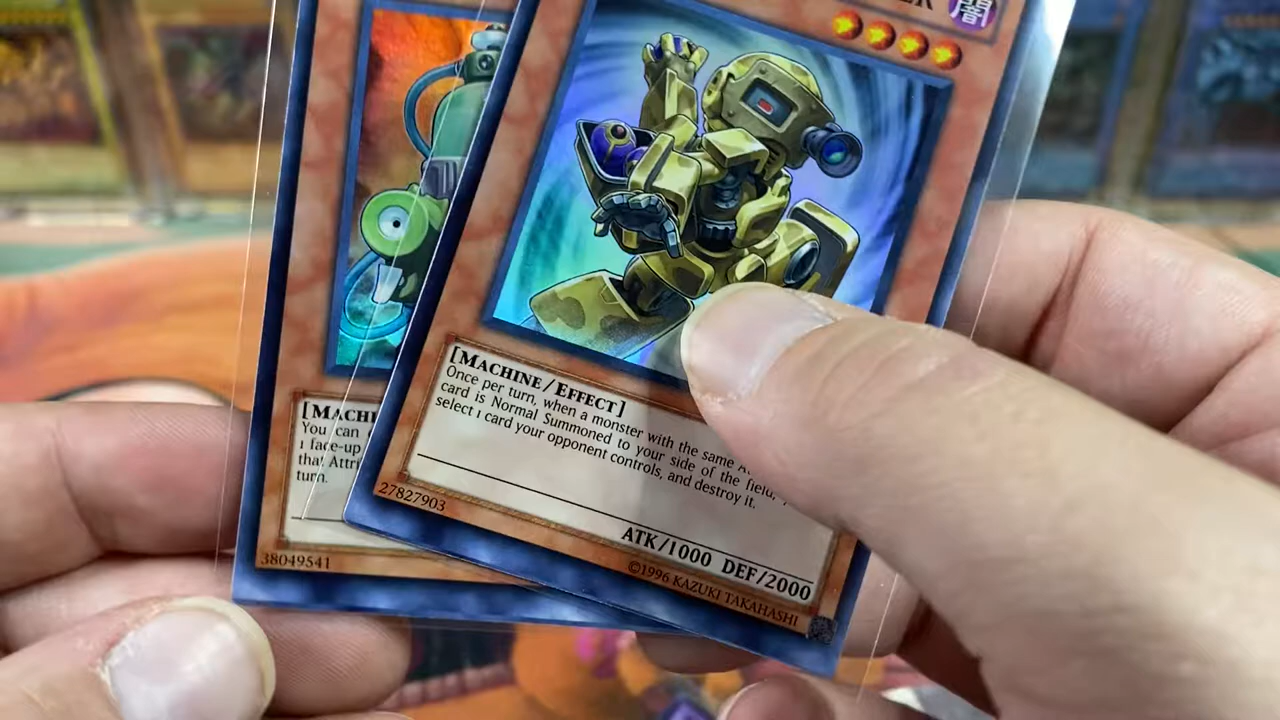 闇
[MACHI
You can
1 face-up
that Attri
turn.
38049541
[MACHINE/EFFECT]
Once per turn, when a monster with the same
card is Normal Summoned to your side of the field,
select 1 card your opponent controls, and destroy it.
27827903
ATK/1000 DEF/2000
©1996 KAZUKI TAKAHASHI